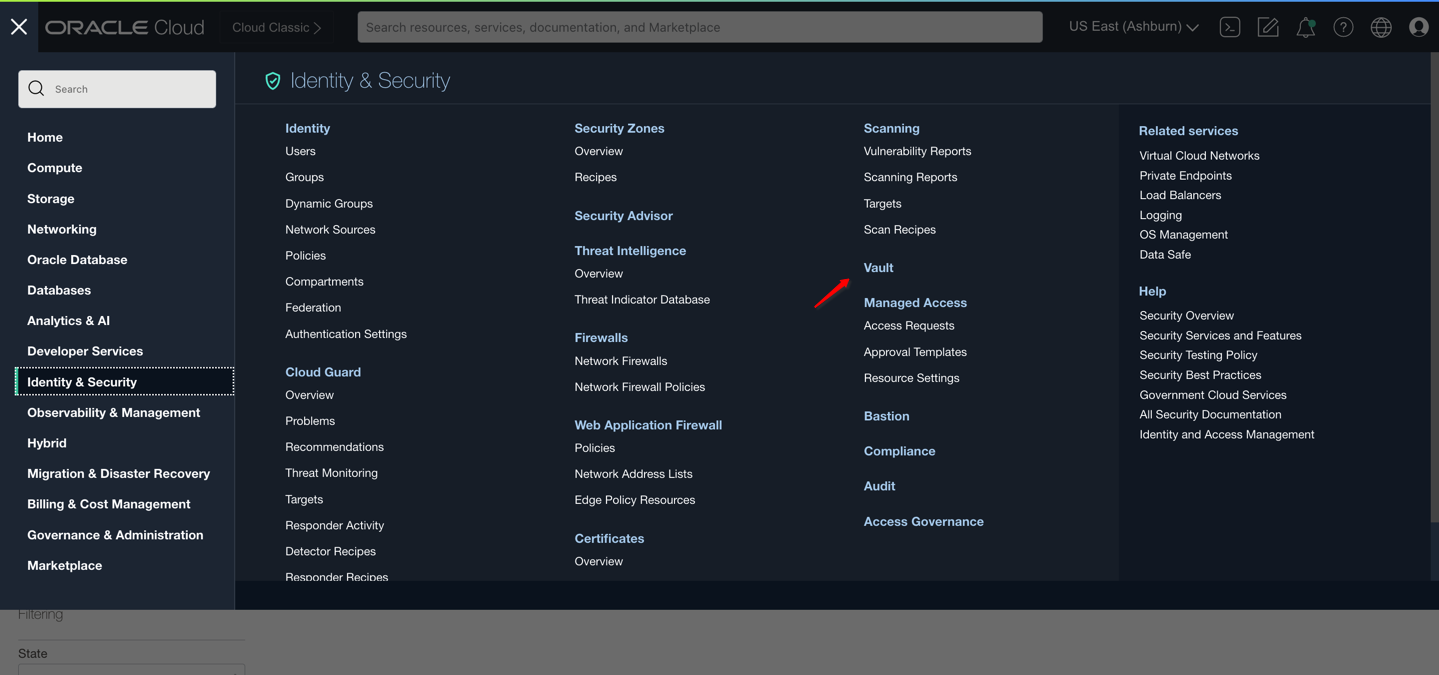 ORACLE Cloud
Cloud Classic
Search resources, services, documentation, and Marketplace
US East (Ashburn)
Search
Home
Compute
Storage
Networking
Oracle Database
Databases
Analytics & AI
Developer Services
Identity & Security
Observability & Management
Hybrid
Migration & Disaster Recovery
Billing & Cost Management
Governance & Administration
Marketplace
Identity & Security
Identity
Users
Groups
Dynamic Groups
Network Sources
Policies
Compartments
Federation
Authentication Settings
Cloud Guard
Overview
Problems
Recommendations
Threat Monitoring
Targets
Responder Activity
Detector Recipes
Responder Recipes
Security Zones
Overview
Recipes
Security Advisor
Threat Intelligence
Overview
Threat Indicator Database
Firewalls
Network Firewalls
Network Firewall Policies
Web Application Firewall
Policies
Network Address Lists
Edge Policy Resources
Certificates
Overview
Scanning
Vulnerability Reports
Scanning Reports
Targets
Scan Recipes
Vault
Managed Access
Access Requests
Approval Templates
Resource Settings
Bastion
Compliance
Audit
Access Governance
Related services
Virtual Cloud Networks
Private Endpoints
Load Balancers
Logging
OS Management
Data Safe
Help
Security Overview
Security Services and Features
Security Testing Policy
Security Best Practices
Government Cloud Services
All Security Documentation
Identity and Access Management
Filtering
State